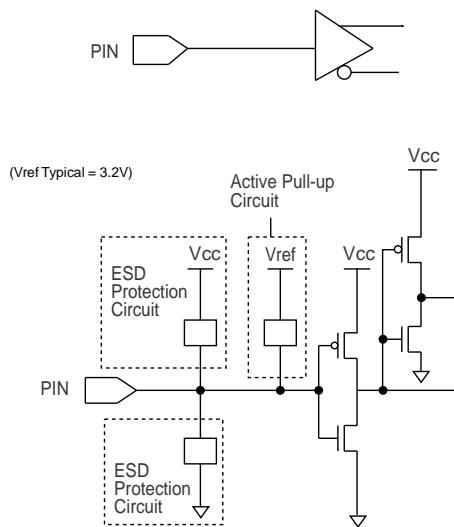 PIN
(Vref Typical = 3.2V)
Vcc
Active Pull-up
Circuit
Vcc
Vref
Vcc
ESD
Protection
Circuit
PIN
ESD
Protection
Circuit